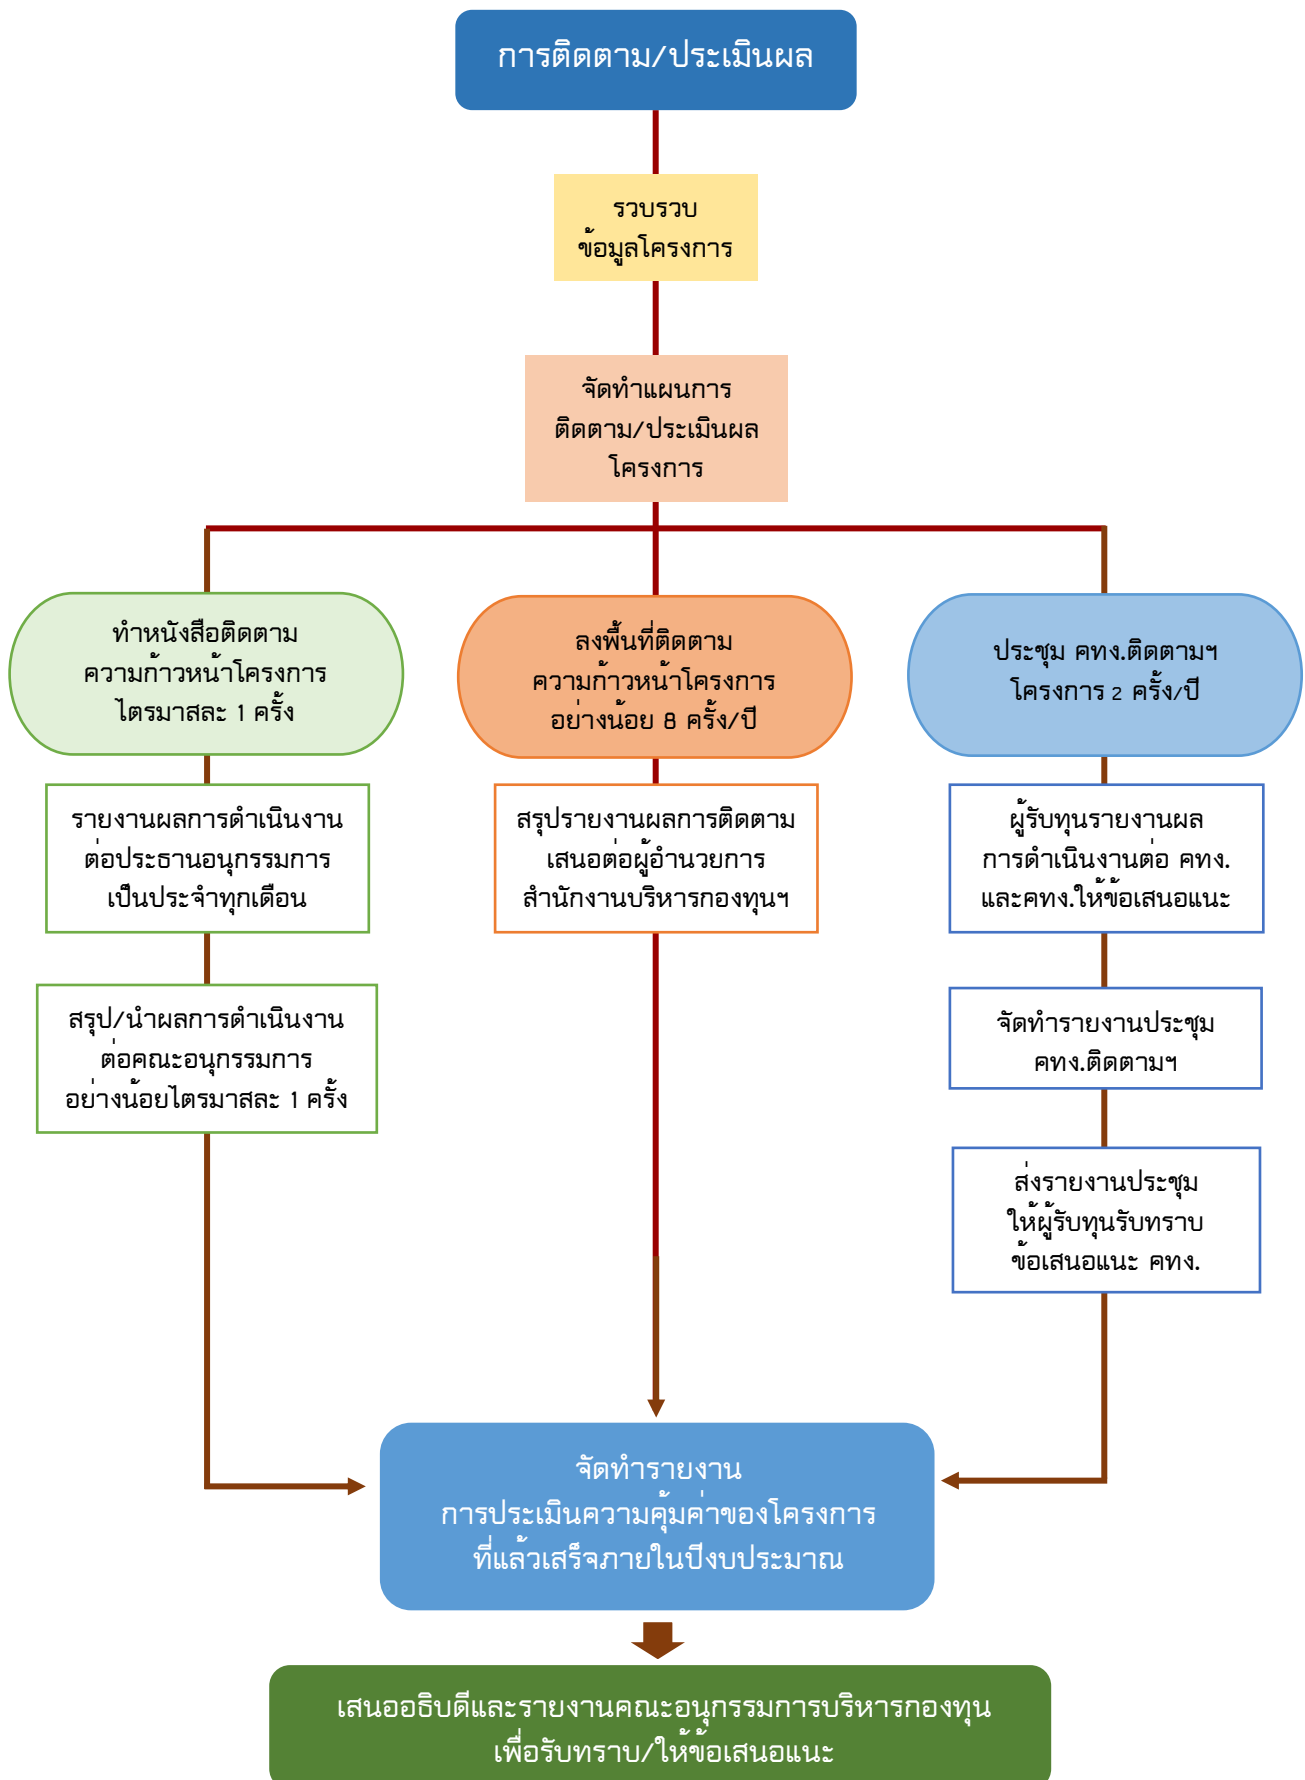 การติดตาม/ประเมินผล
รวบรวบ
ข้อมูลโครงการ
จัดทำแผนการ
ติดตาม/ประเมินผล
โครงการ
ทำหนังสือติดตาม
ความก้าวหน้าโครงการ
ไตรมาสละ 1 ครั้ง
ลงพื้นที่ติดตาม
ความก้าวหน้าโครงการ
อย่างน้อย 8 ครั้ง/ปี
ประชุม คทง.ติดตามฯ
โครงการ 2 ครั้ง/ปี
รายงานผลการดำเนินงาน
ต่อประธานอนุกรรมการ
เป็นประจำทุกเดือน
สรุปรายงานผลการติดตาม
เสนอต่อผู้อำนวยการ
สำนักงานบริหารกองทุนฯ
ผู้รับทุนรายงานผล
การดำเนินงานต่อ คทง.
และคทง.ให้ข้อเสนอแนะ
สรุป/นำผลการดำเนินงาน
ต่อคณะอนุกรรมการ
อย่างน้อยไตรมาสละ 1 ครั้ง
จัดทำรายงานประชุม
คทง.ติดตามฯ
ส่งรายงานประชุม
ให้ผู้รับทุนรับทราบ
ข้อเสนอแนะ คทง.
จัดทำรายงาน
การประเมินความคุ้มค่าของโครงการ
ที่แล้วเสร็จภายในปีงบประมาณ
เสนออธิบดีและรายงานคณะอนุกรรมการบริหารกองทุน
เพื่อรับทราบ/ให้ข้อเสนอแนะ